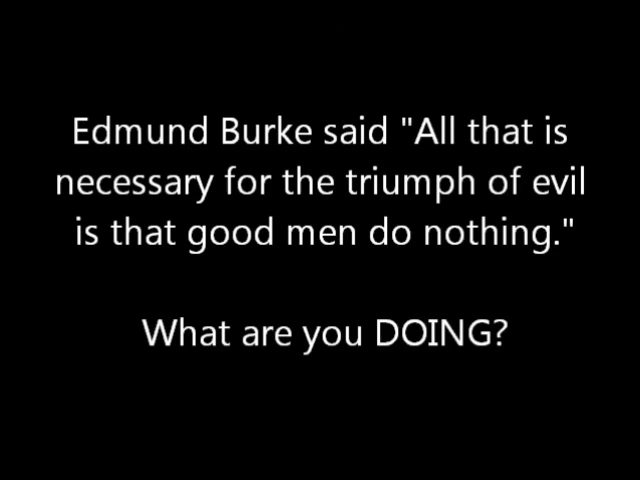 Edmund Burke said "All that is
necessary for the triumph of evil
is that good men do nothing."
What are you DOING?